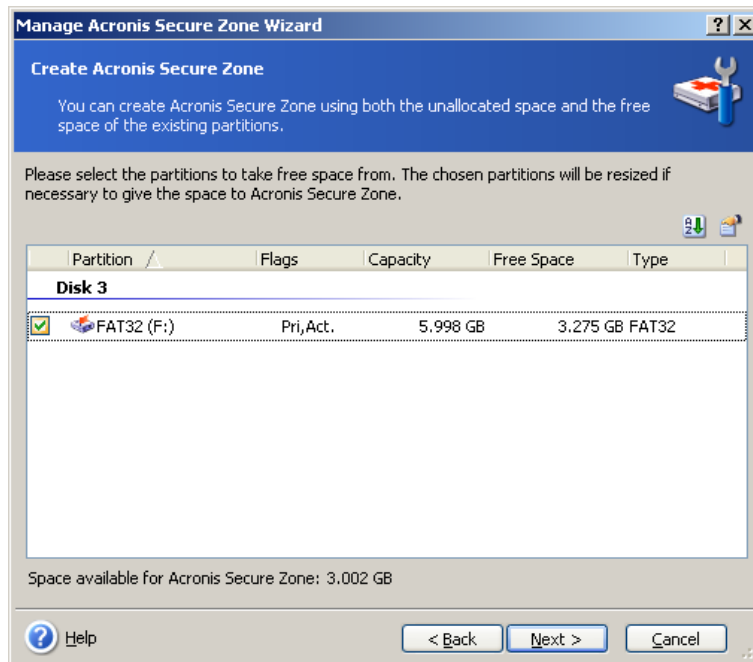 Manage Acronis Secure Zone Wizard
Create Acronis Secure Zone
You can create Acronis Secure Zone using both the unallocated space and the free
space of the existing partitions.
Please select the partitions to take free space from. The chosen partitions will be resized if
necessary to give the space to Acronis Secure Zone.
Partition Flags Capacity Free Space Type
Disk 3
FAT32 (F:) Pri,Act. 5.998 GB 3.275 GB FAT32
Space available for Acronis Secure Zone: 3.002 GB
Help < Back Next > Cancel